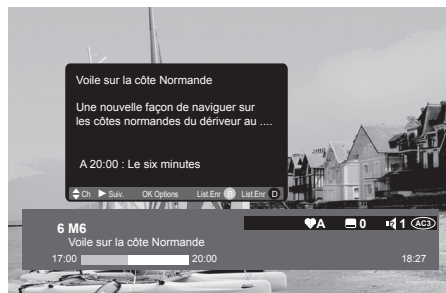 Voile sur la côte Normande
Une nouvelle façon de naviguer sur
les côtes normandes du dériveur au ....
A 20:00 : Le six minutes
Ch Suiv. OK Options List.Enr B List.Enr D
A 0 1 AC3
6 M6
Voile sur la côte Normande
17:00 20:00 18:27